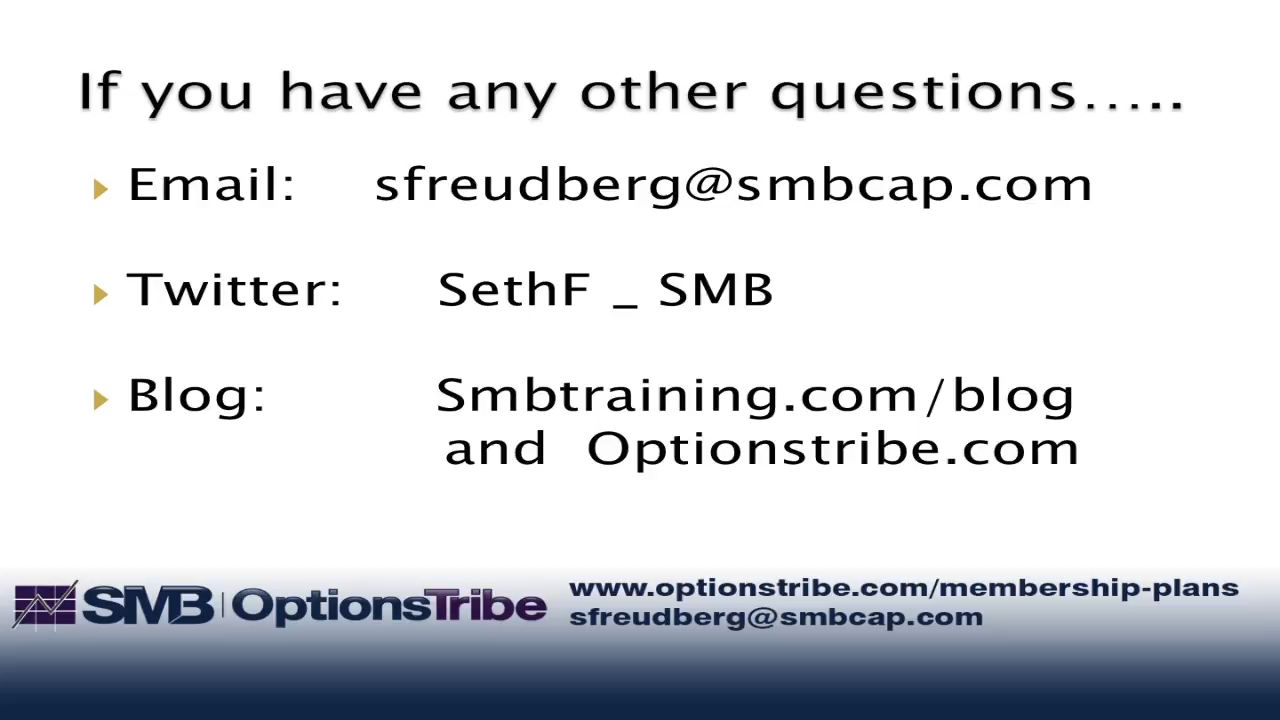 If you have any other questions…..
Email: sfreudberg@smbcap.com
Twitter: SethF _ SMB
Blog: Smbtraining.com/blog
and Optionstribe.com
SMB OptionsTribe
www.optionstribe.com/membership-plans
sfreudberg@smbcap.com